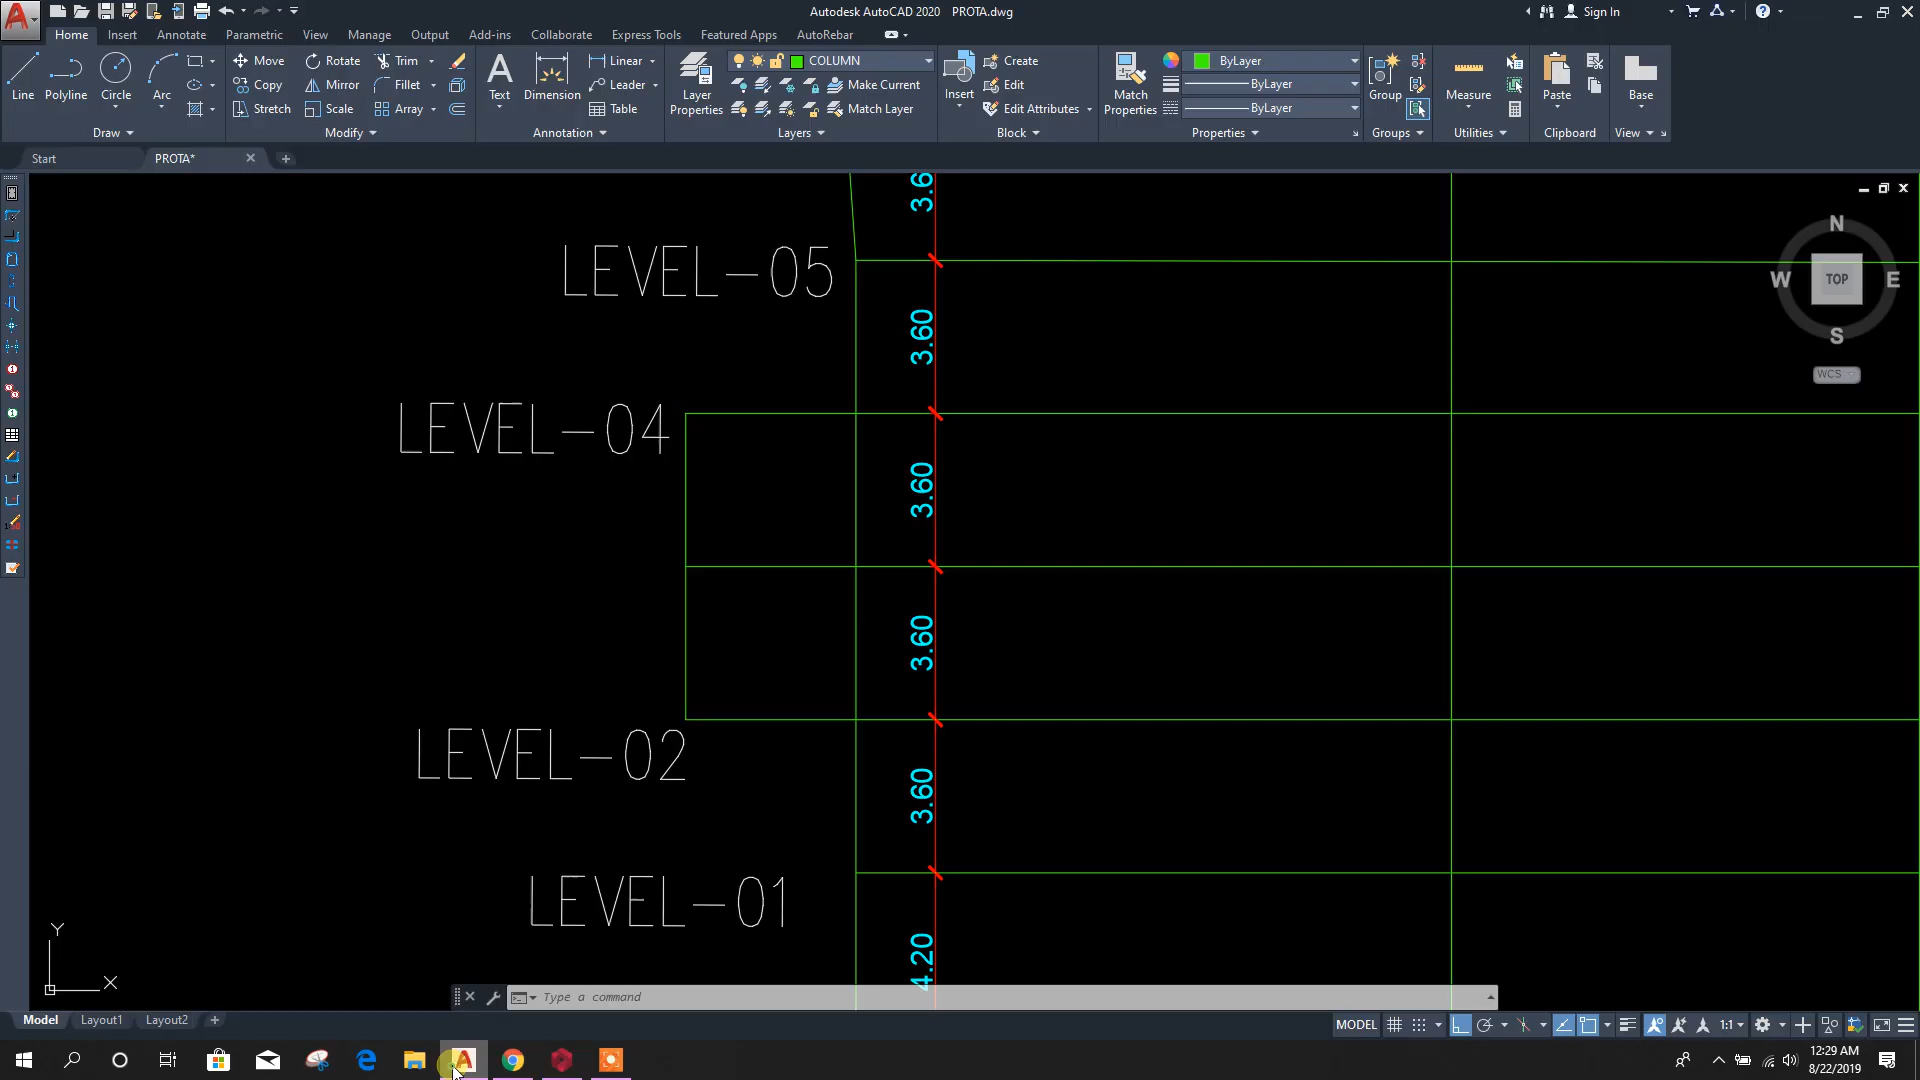 Autodesk AutoCAD 2020 PROTA.dwg
Sign In
Home Insert Annotate Parametric View Manage Output Add-ins Collaborate Express Tools Featured Apps AutoRebar
Line Polyline Circle Arc
Move Rotate Trim
Copy Mirror Fillet
Stretch Scale Array
Text Dimension
Linear
Leader
Table
Layer Properties
COLUMN
Make Current
Match Layer
Insert
Create
Edit
Edit Attributes
Match Properties
ByLayer
ByLayer
ByLayer
Group Measure Paste Base
Draw Modify Annotation Layers Block Properties Groups Utilities Clipboard View
Start PROTA*
3.6
LEVEL-05
3.60
LEVEL-04
3.60
3.60
LEVEL-02
3.60
LEVEL-01
4.20
N
W TOP E
S
WCS
Y
X
Type a command
Model Layout1 Layout2
MODEL 1:1
12:29 AM
8/22/2019